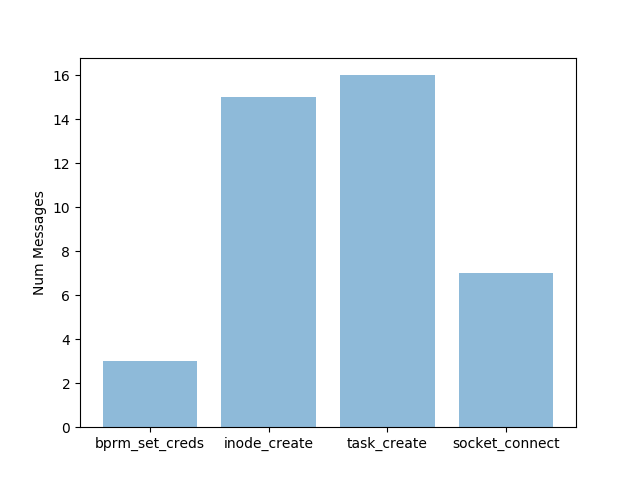 16
14
12
10
8
6
4
2
0
Num Messages
bprm_set_creds
inode_create
task_create
socket_connect